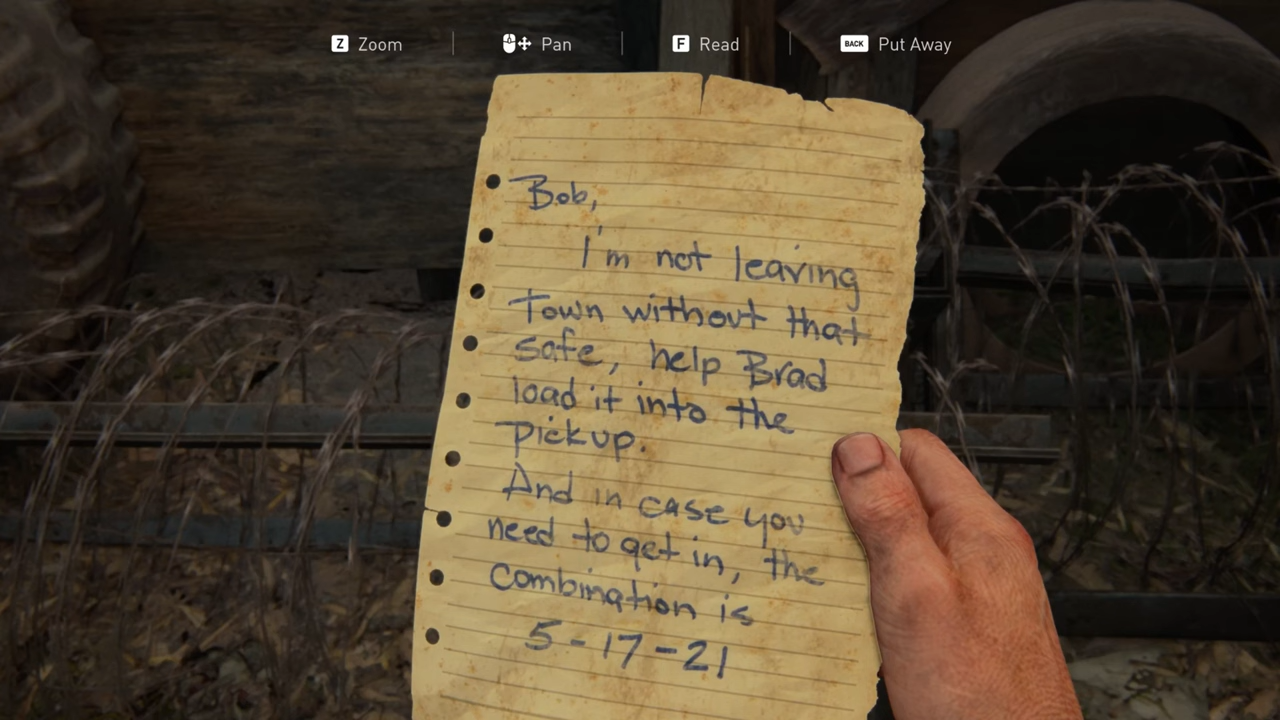 Z Zoom F Read BACK Put Away
Pan
Bob,
I'm not leaving
Town without that
safe, help Brad
load it into the
pickup.
And in case you
need to get in, the
combination is
5-17-21